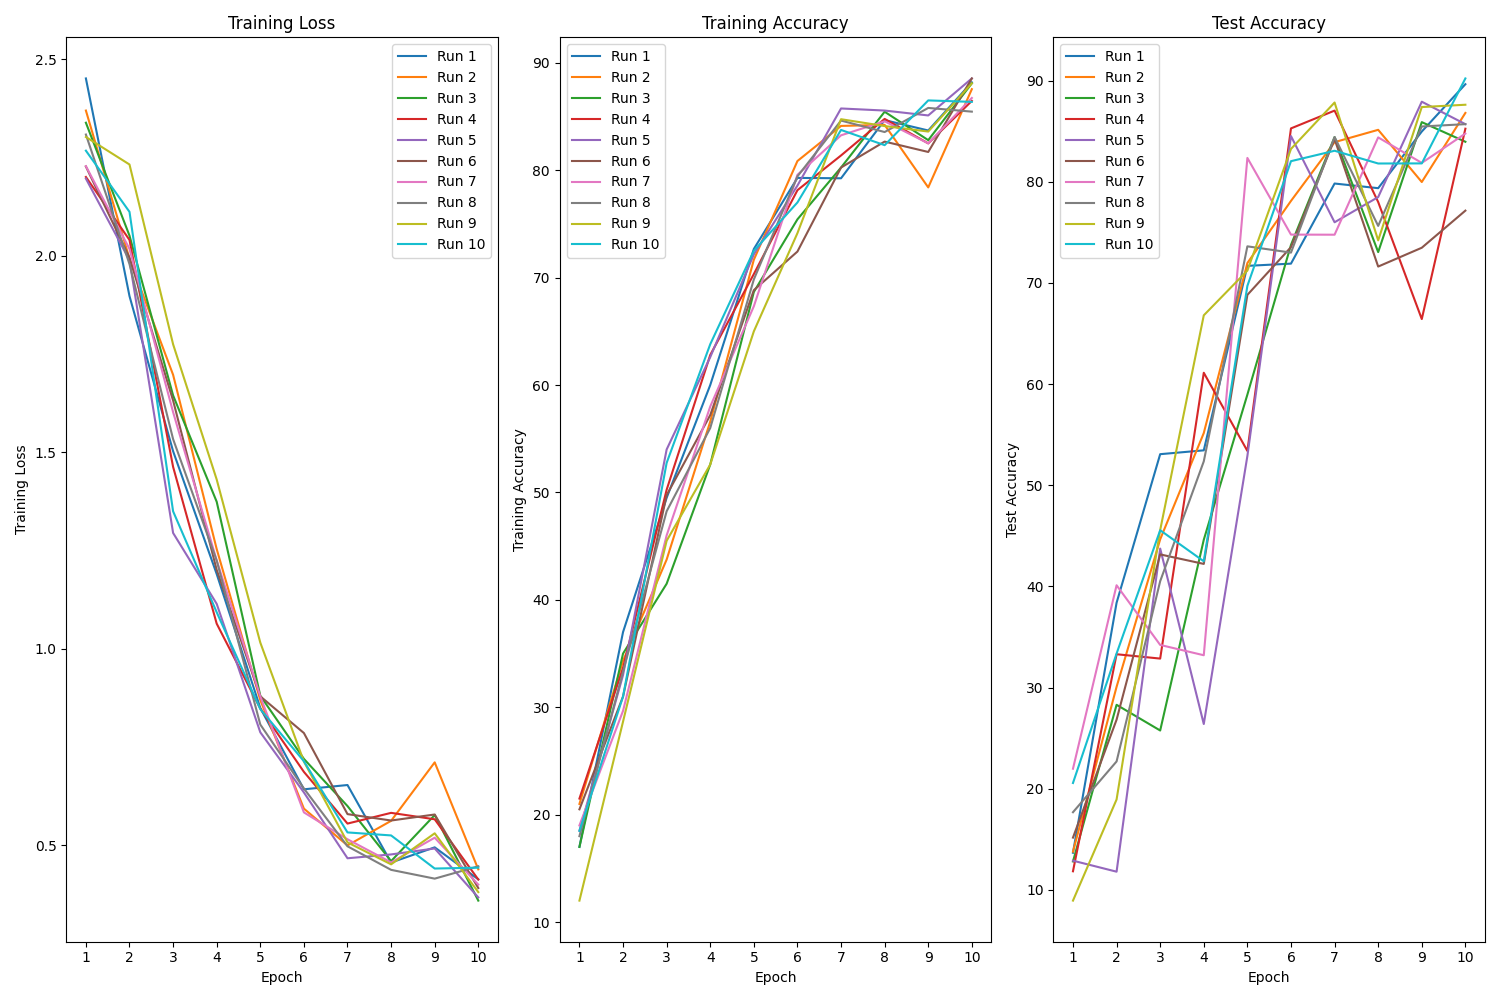 Training Loss
Training Loss
2.5
2.0
1.5
1.0
0.5
Run 1
Run 2
Run 3
Run 4
Run 5
Run 6
Run 7
Run 8
Run 9
Run 10
1 2 3 4 5 6 7 8 9 10
Epoch
Training Accuracy
Training Accuracy
90
80
70
60
50
40
30
20
10
Run 1
Run 2
Run 3
Run 4
Run 5
Run 6
Run 7
Run 8
Run 9
Run 10
1 2 3 4 5 6 7 8 9 10
Epoch
Test Accuracy
Test Accuracy
90
80
70
60
50
40
30
20
10
Run 1
Run 2
Run 3
Run 4
Run 5
Run 6
Run 7
Run 8
Run 9
Run 10
1 2 3 4 5 6 7 8 9 10
Epoch